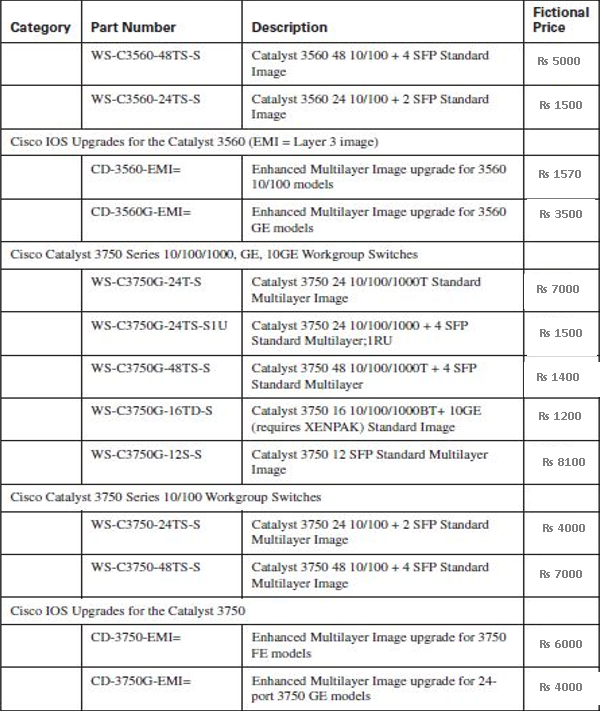 Category Part Number Description Fictional
Price
WS-C3560-48TS-S Catalyst 3560 48 10/100 + 4 SFP Standard Rs 5000
Image
WS-C3560-24TS-S Catalyst 3560 24 10/100 + 2 SFP Standard Rs 1500
Image
Cisco IOS Upgrades for the Catalyst 3560 (EMI = Layer 3 image)
CD-3560-EMI= Enhanced Multilayer Image upgrade for 3560 Rs 1570
10/100 models
CD-3560G-EMI= Enhanced Multilayer Image upgrade for 3560 Rs 3500
GE models
Cisco Catalyst 3750 Series 10/100/1000, GE, 10GE Workgroup Switches
WS-C3750G-24T-S Catalyst 3750 24 10/100/1000T Standard Rs 7000
Multilayer Image
WS-C3750G-24TS-S1U Catalyst 3750 24 10/100/1000 + 4 SFP Rs 1500
Standard Multilayer;1RU
WS-C3750G-48TS-S Catalyst 3750 48 10/100/1000T + 4 SFP Rs 1400
Standard Multilayer
WS-C3750G-16TD-S Catalyst 3750 16 10/100/1000BT+ 10GE Rs 1200
(requires XENPAK) Standard Image
WS-C3750G-12S-S Catalyst 3750 12 SFP Standard Multilayer Rs 8100
Image
Cisco Catalyst 3750 Series 10/100 Workgroup Switches
WS-C3750-24TS-S Catalyst 3750 24 10/100 + 2 SFP Standard Rs 4000
Multilayer Image
WS-C3750-48TS-S Catalyst 3750 48 10/100 + 4 SFP Standard Rs 7000
Multilayer Image
Cisco IOS Upgrades for the Catalyst 3750
CD-3750-EMI= Enhanced Multilayer Image upgrade for 3750 Rs 6000
FE models
CD-3750G-EMI= Enhanced Multilayer Image upgrade for 24- Rs 4000
port 3750 GE models